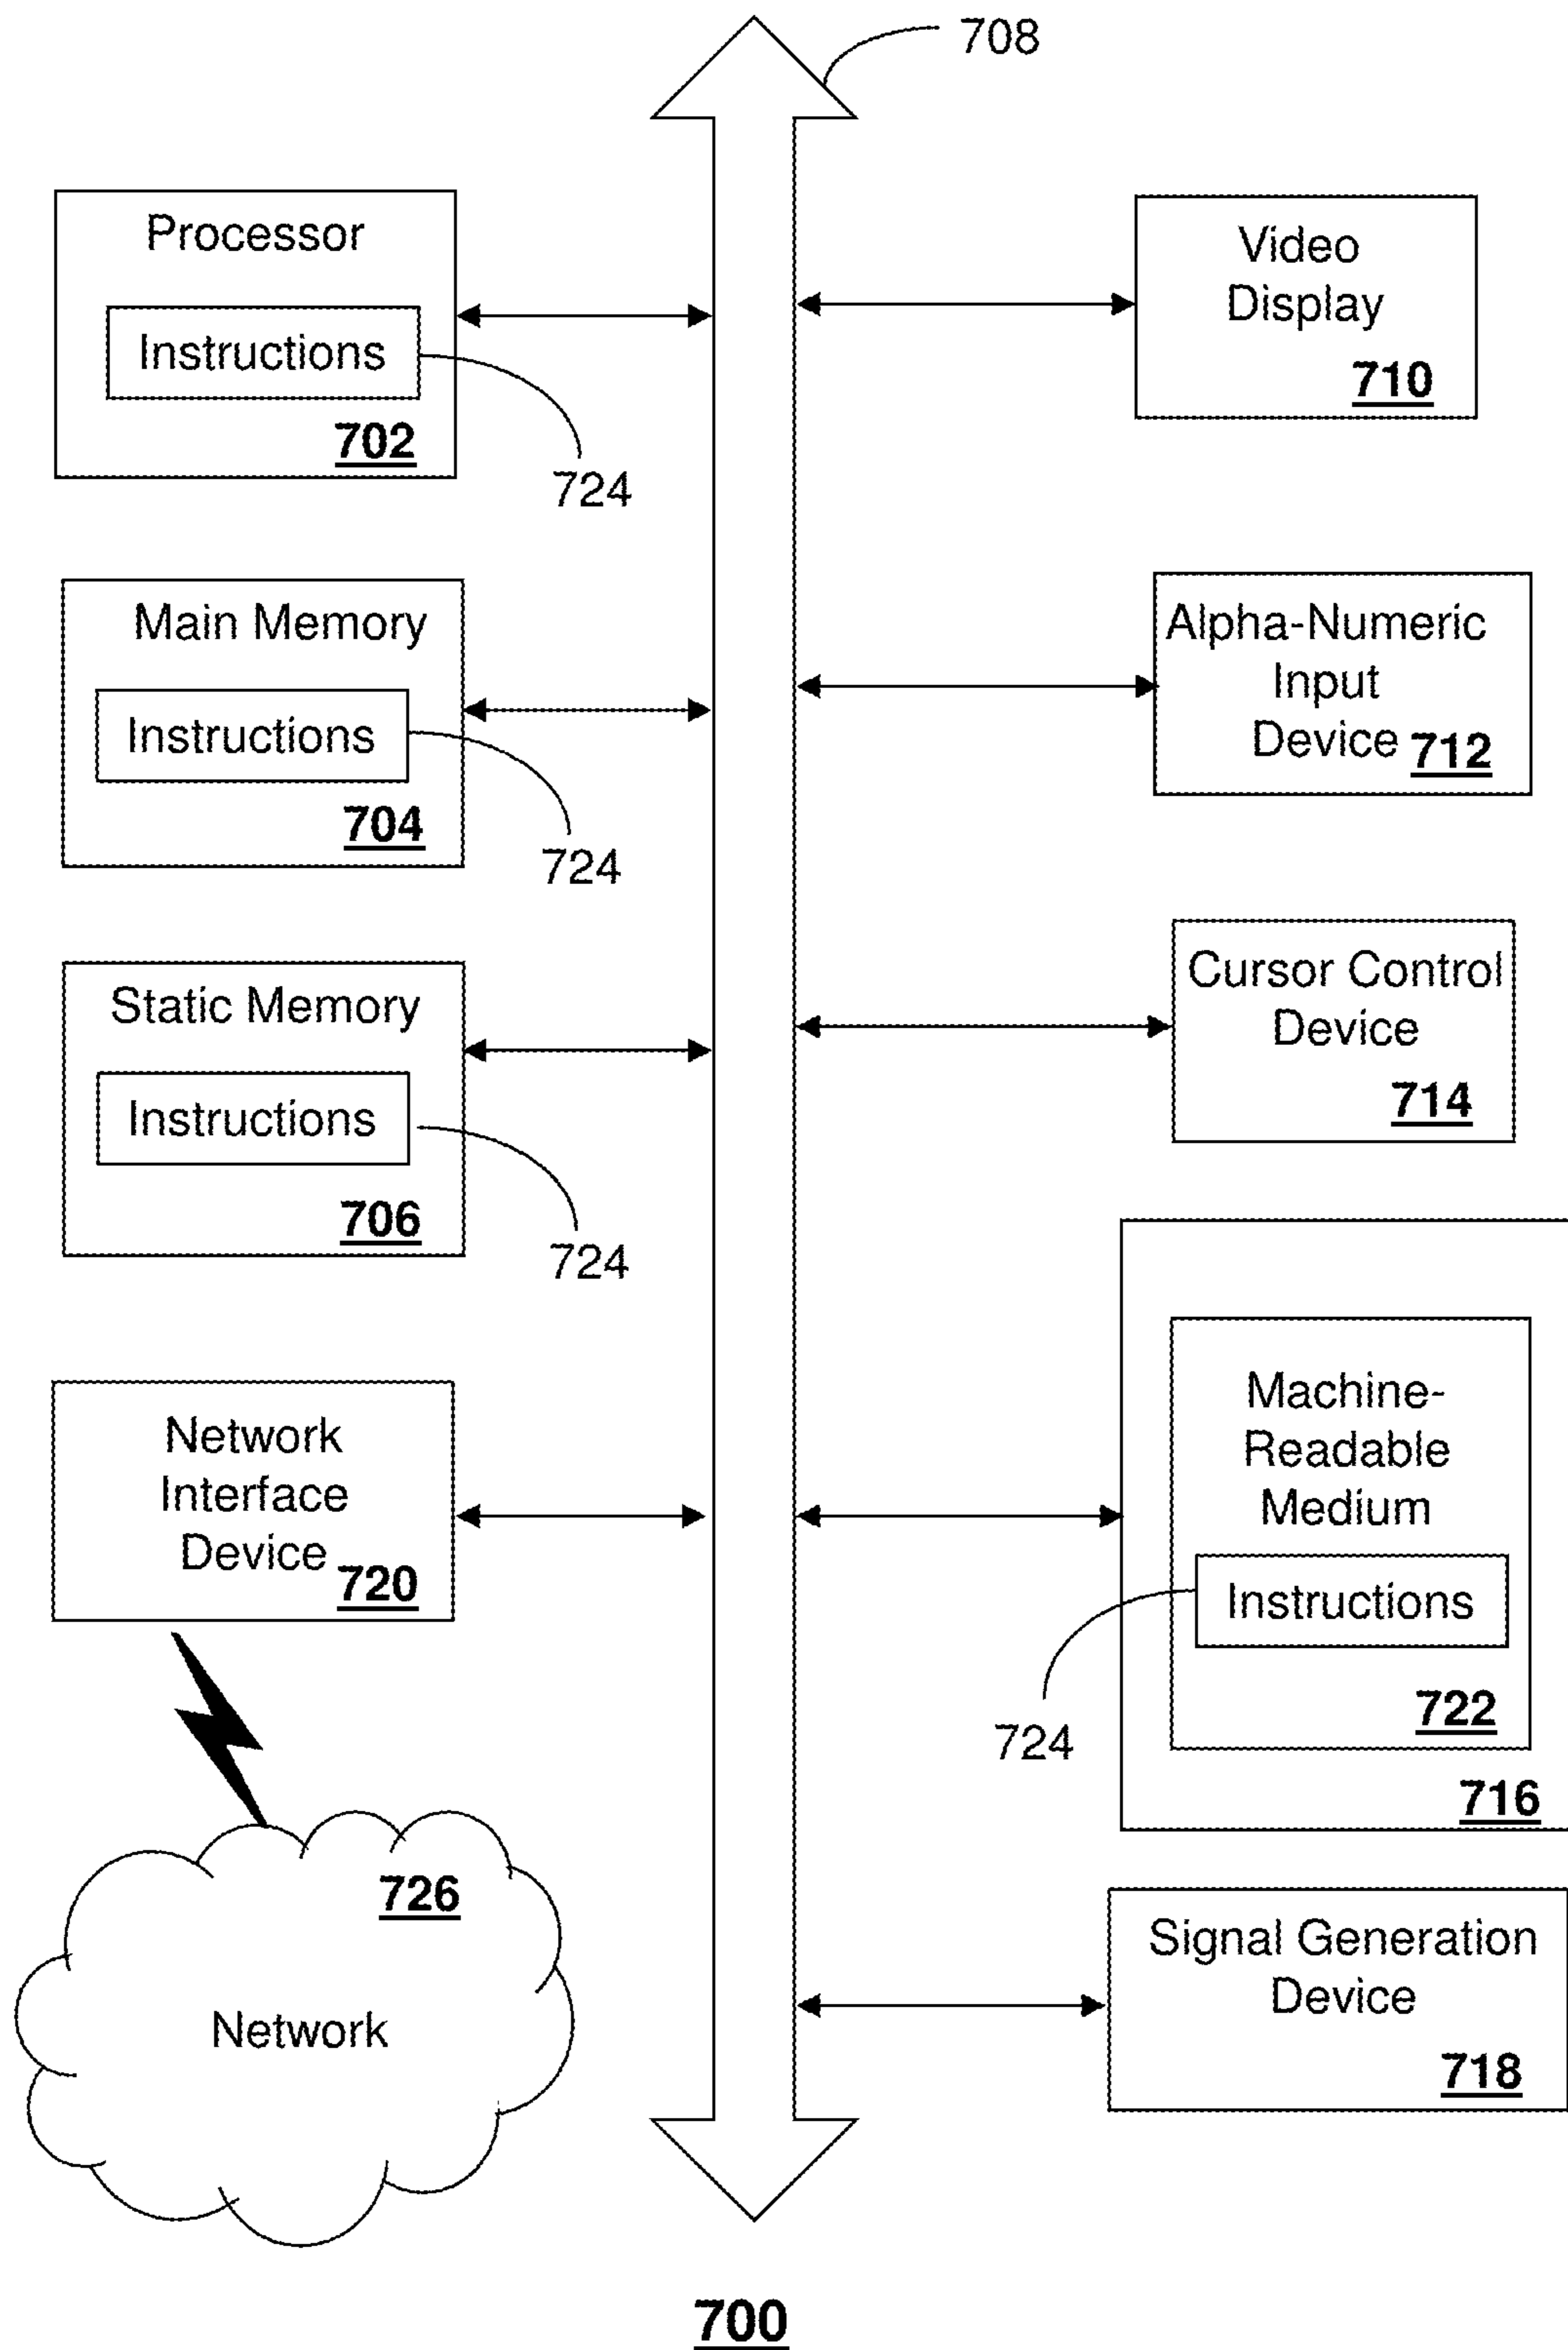 708
Processor
Instructions
702
724
Video
Display
710
Main Memory
Instructions
704
724
Alpha-Numeric
Input
Device 712
Static Memory
Instructions
706
724
Cursor Control
Device
714
Network
Interface
Device 720
Machine-
Readable
Medium
Instructions
722
724
716
726
Network
Signal Generation
Device
718
700